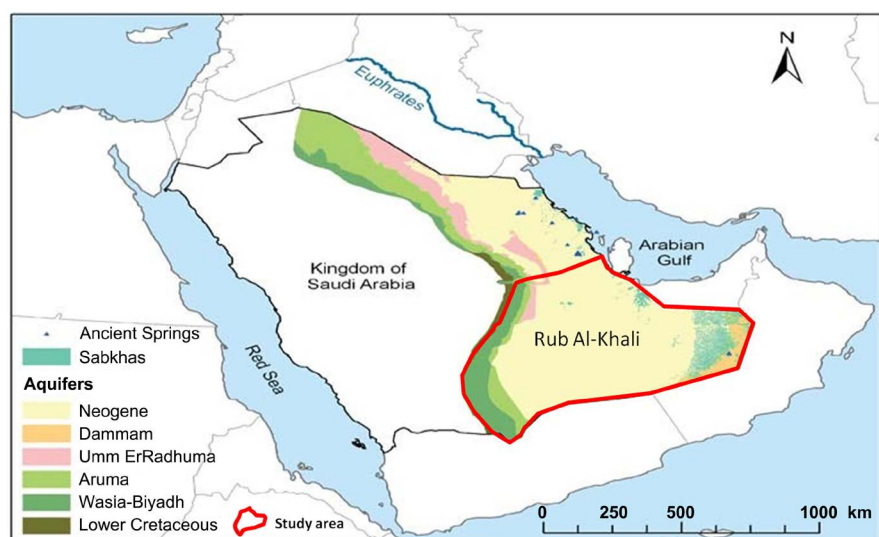 N
Euphrates
Arabian
Gulf
Kingdom of
Saudi Arabia
Rub Al-Khali
Red Sea
Ancient Springs
Sabkhas
Aquifers
Neogene
Dammam
Umm ErRadhuma
Aruma
Wasia-Biyadh
Lower Cretaceous
Study area
0 250 500 1000 km